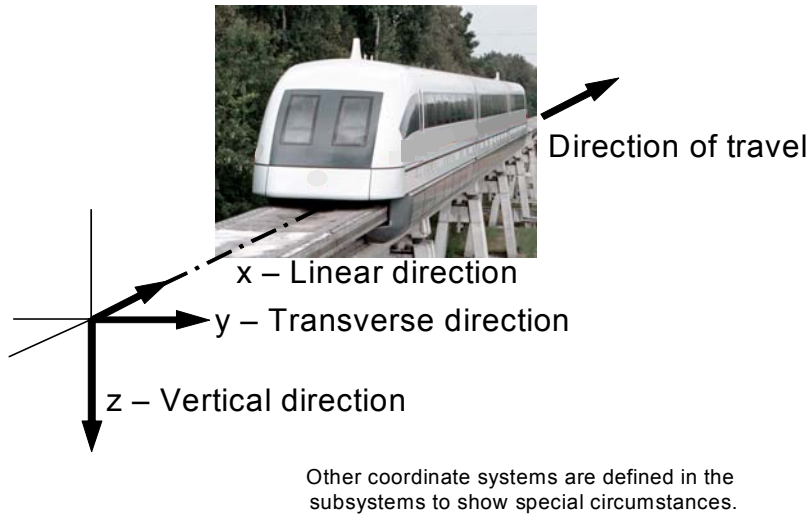 Direction of travel
x – Linear direction
y – Transverse direction
z – Vertical direction
Other coordinate systems are defined in the
subsystems to show special circumstances.